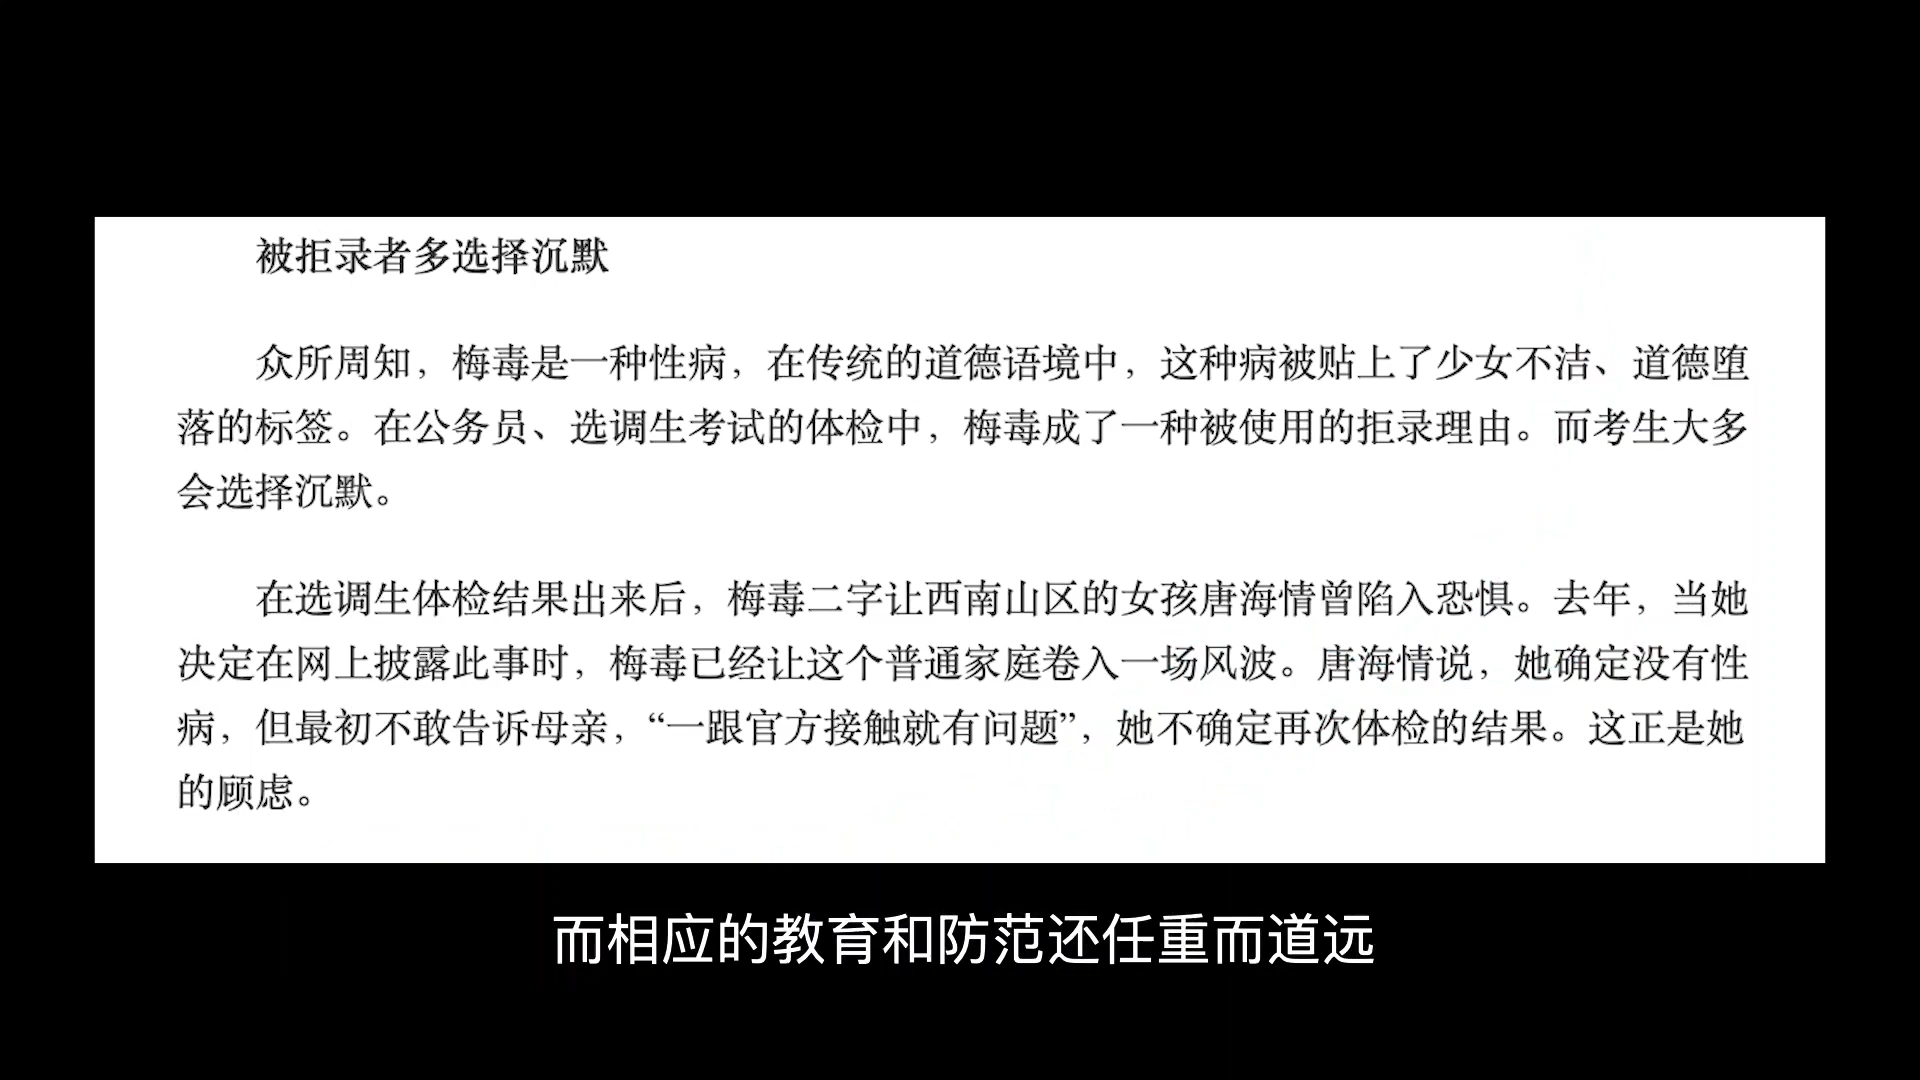 被拒录者多选择沉默
众所周知，梅毒是一种性病，在传统的道德语境中，这种病被贴上了少女不洁、道德堕
落的标签。在公务员、选调生考试的体检中，梅毒成了一种被使用的拒录理由。而考生大多
会选择沉默。
在选调生体检结果出来后，梅毒二字让西南山区的女孩唐海情曾陷入恐惧。去年，当她
决定在网上披露此事时，梅毒已经让这个普通家庭卷入一场风波。唐海情说，她确定没有性
病，但最初不敢告诉母亲，“一跟官方接触就有问题”，她不确定再次体检的结果。这正是她
的顾虑。
而相应的教育和防范还任重而道远